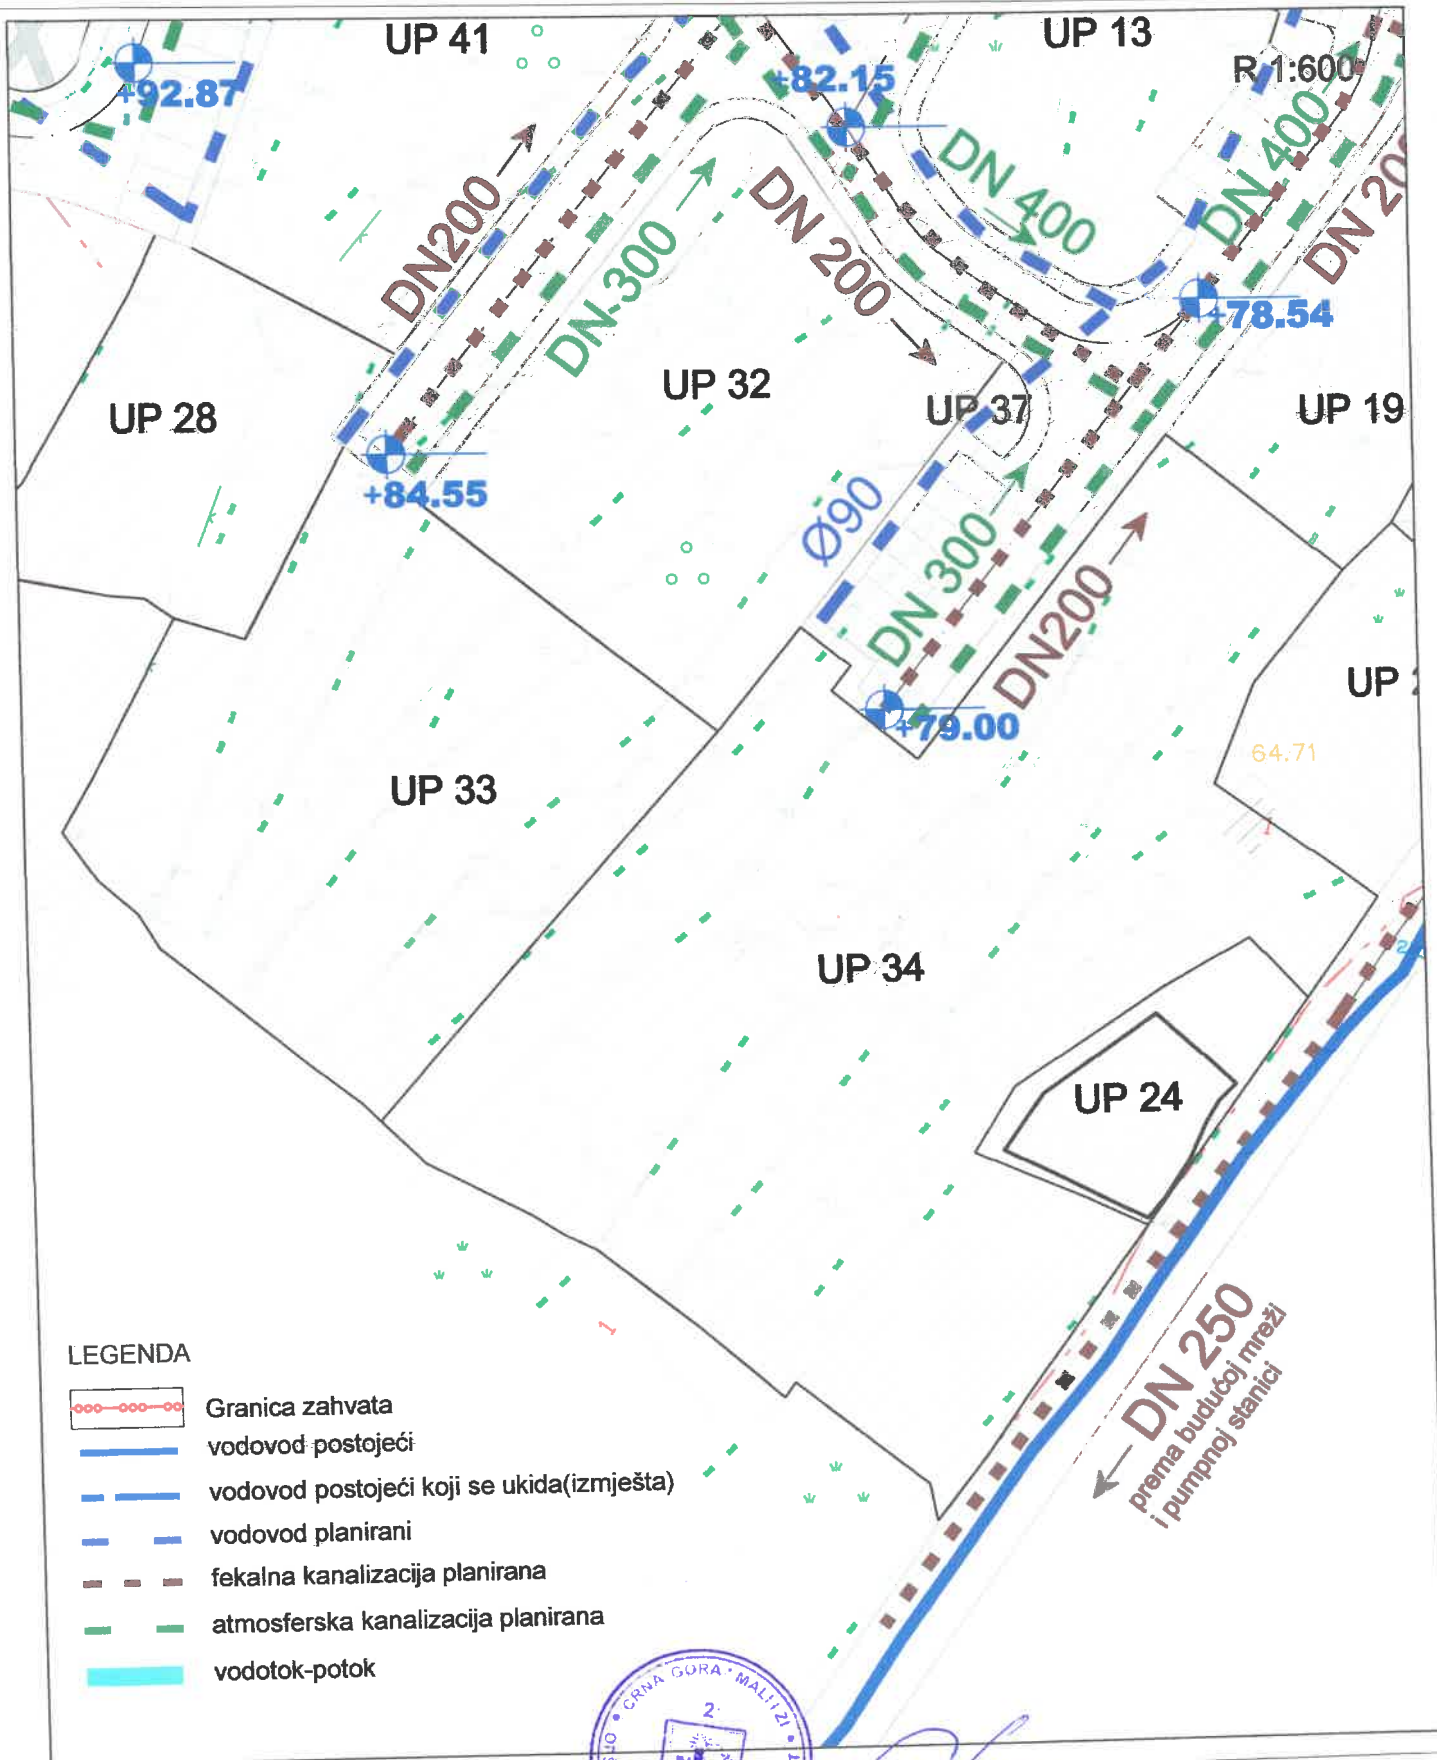 UP 41
UP 13
R 1:600
+92.87
+82.15
DN200
DN 300
DN 200
DN 400
DN 400
+78.54
UP 28
UP 32
UP 37
UP 19
+84.55
Ø90
DN 300
DN200
UP
+79.00
64.71
UP 33
UP 34
UP 24
1
1
DN 250
prema budućoj mreži
i pumpnoj stanici
LEGENDA
Granica zahvata
vodovod postojeći
vodovod postojeći koji se ukida(izmješta)
vodovod planirani
fekalna kanalizacija planirana
atmosferska kanalizacija planirana
vodotok-potok
CRNA GORA
2